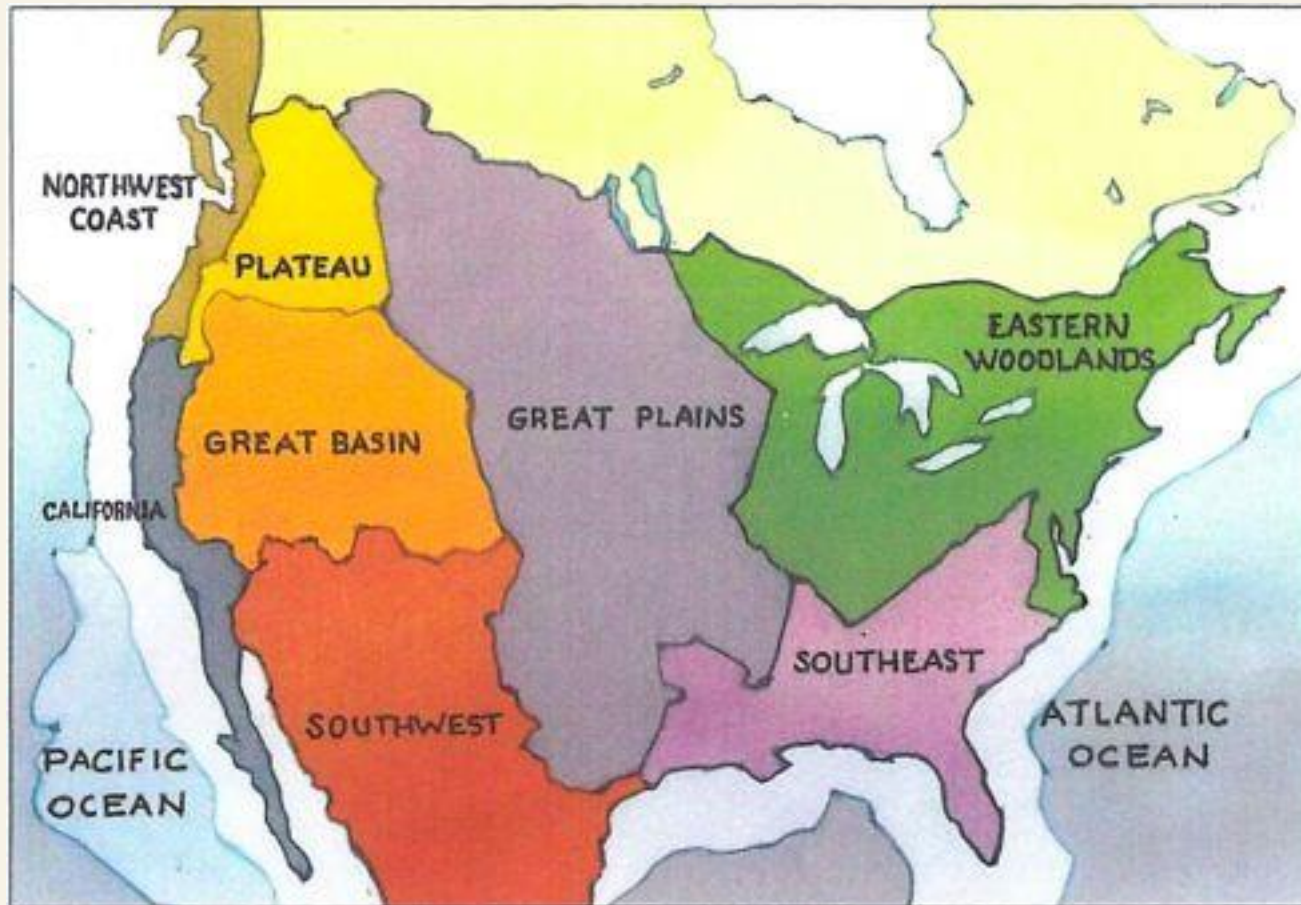 NORTHWEST
COAST
PLATEAU
EASTERN
WOODLANDS
GREAT PLAINS
GREAT BASIN
CALIFORNIA
SOUTHEAST
SOUTHWEST
ATLANTIC
OCEAN
PACIFIC
OCEAN